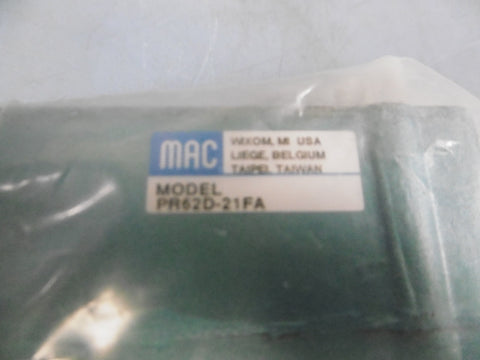 MAC
WIXOM, MI USA
LIEGE, BELGIUM
TAIPEI, TAIWAN
MODEL
PR62D-21FA